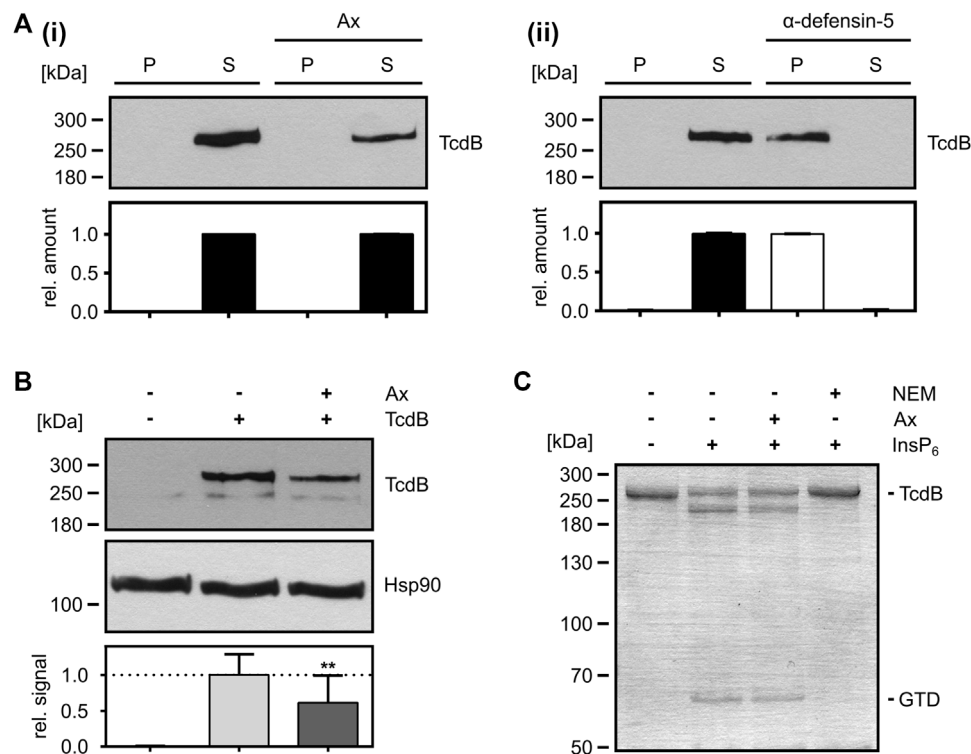 A (i) Ax (ii) α-defensin-5
[kDa] P S P S [kDa] P S P S
300
250
180
TcdB
300
250
180
TcdB
rel. amount
1.0
0.5
0.0
rel. amount
1.0
0.5
0.0
B
- - + Ax
[kDa] - + + TcdB
300
250
180
TcdB
100
Hsp90
rel. signal
1.0
0.5
0.0
**
C
- - - + NEM
- - + - Ax
[kDa] - + + + InsP₆
300
250
180
130
100
70
50
- TcdB
- GTD